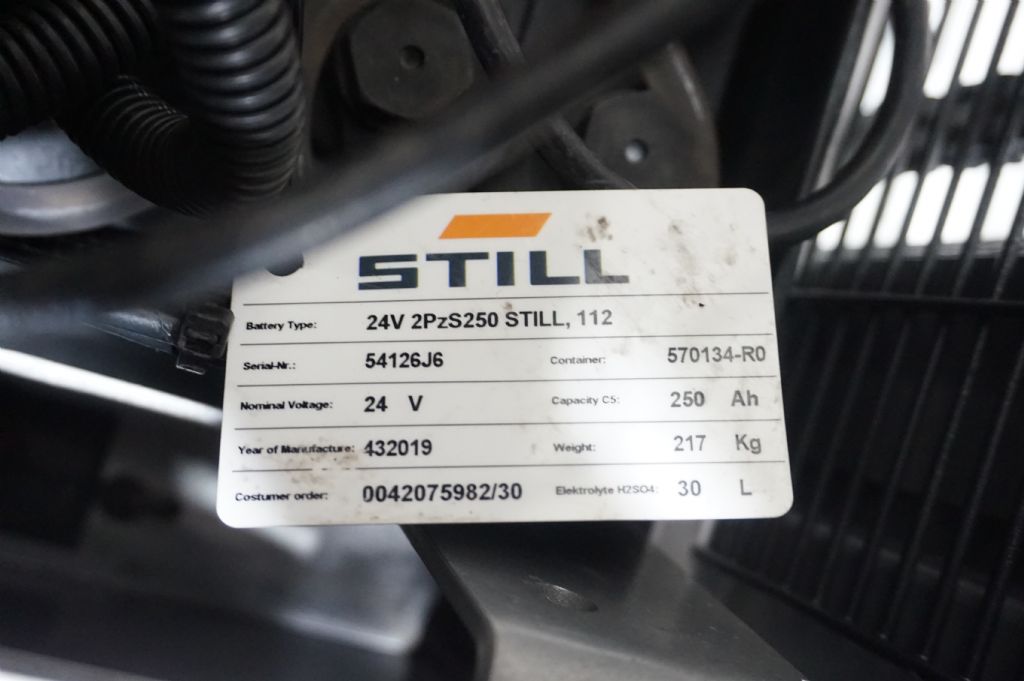 STILL
Battery Type: 24V 2PzS250 STILL, 112
Serial-Nr.: 54126J6 Container: 570134-R0
Nominal Voltage: 24 V Capacity C5: 250 Ah
Year of Manufacture: 432019 Weight: 217 Kg
Costumer order: 0042075982/30 Elektrolyte H2SO4: 30 L